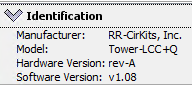 Identification
Manufacturer: RR-CirKits, Inc.
Model: Tower-LCC+Q
Hardware Version: rev-A
Software Version: v1.08